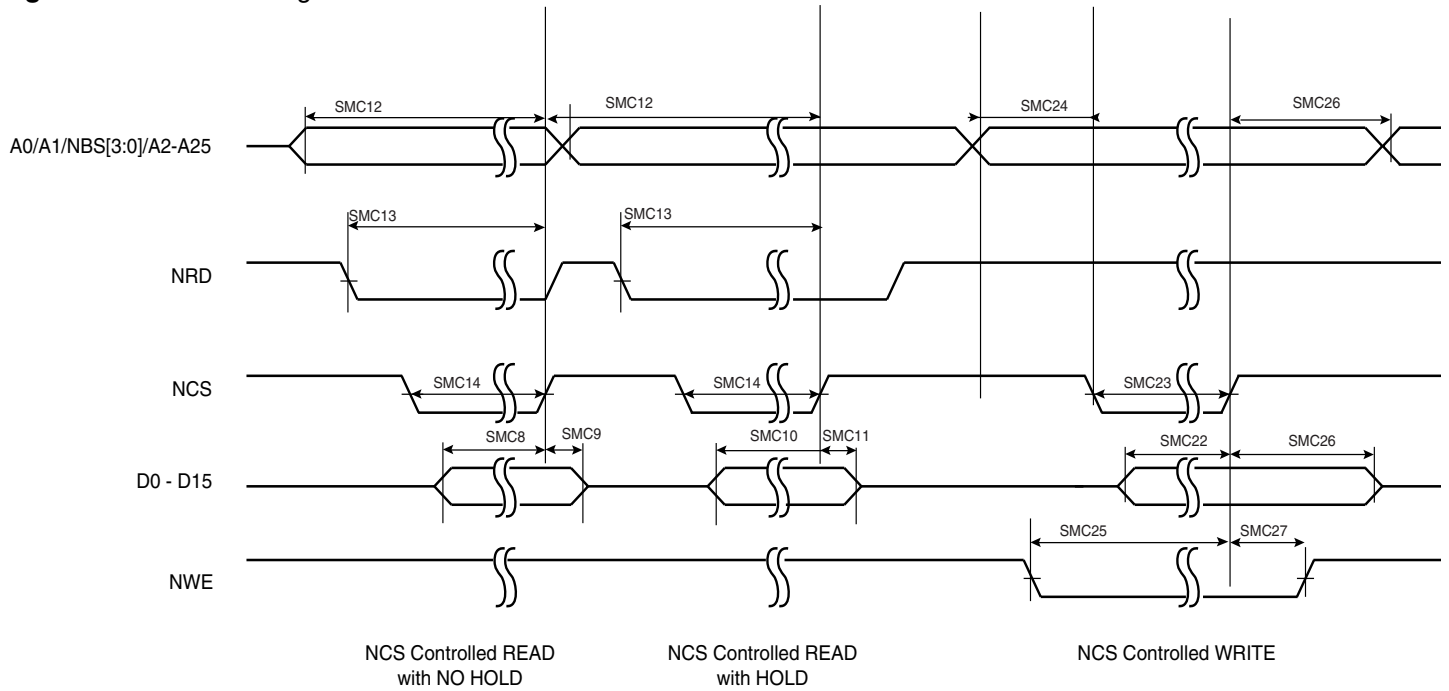 SMC12 SMC12 SMC24 SMC26
A0/A1/NBS[3:0]/A2-A25
SMC13 SMC13
NRD
SMC14 SMC14 SMC23
NCS
SMC8 SMC9 SMC10 SMC11 SMC22 SMC26
D0 - D15
SMC25 SMC27
NWE
NCS Controlled READ
with NO HOLD
NCS Controlled READ
with HOLD
NCS Controlled WRITE